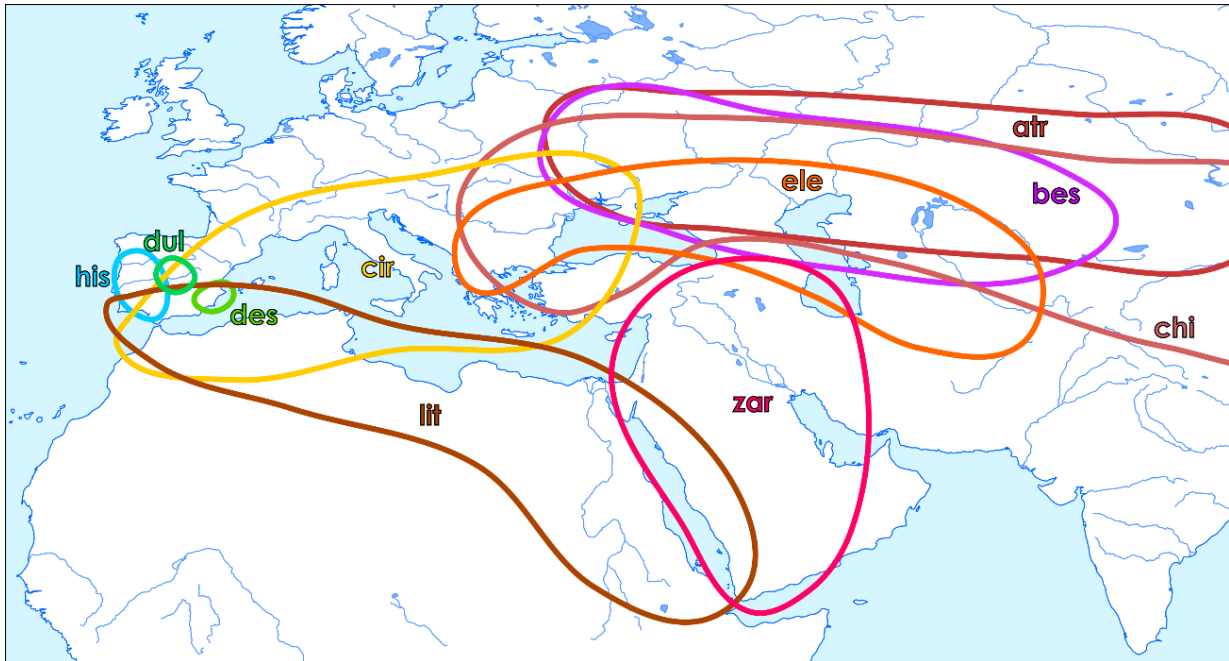 atr
ele
bes
dul
his
cir
des
chi
lit
zar